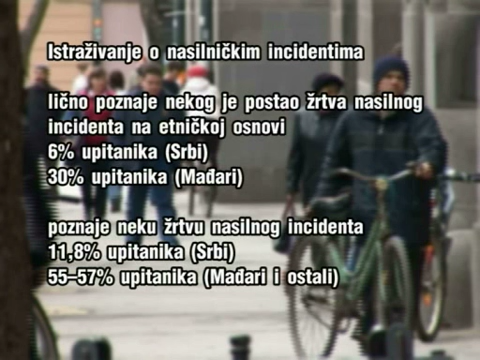 Istraživanje o nasilničkim incidentima
lično poznaje nekog je postao žrtva nasilnog
incidenta na etničkoj osnovi
6% upitanika (Srbi)
30% upitanika (Mađari)
poznaje neku žrtvu nasilnog incidenta
11,8% upitanika (Srbi)
55–57% upitanika (Mađari i ostali)